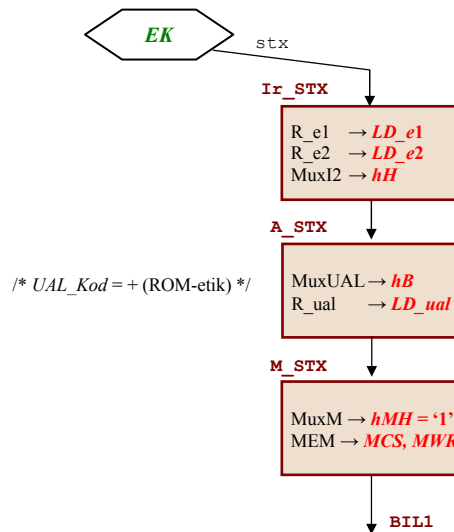 EK
stx
Ir_STX
R_e1 → LD_e1
R_e2 → LD_e2
MuxI2 → hH
A_STX
/* UAL_Kod = + (ROM-etik) */
MuxUAL → hB
R_ual → LD_ual
M_STX
MuxM → hMH = ‘1’
MEM → MCS, MWR
BIL1